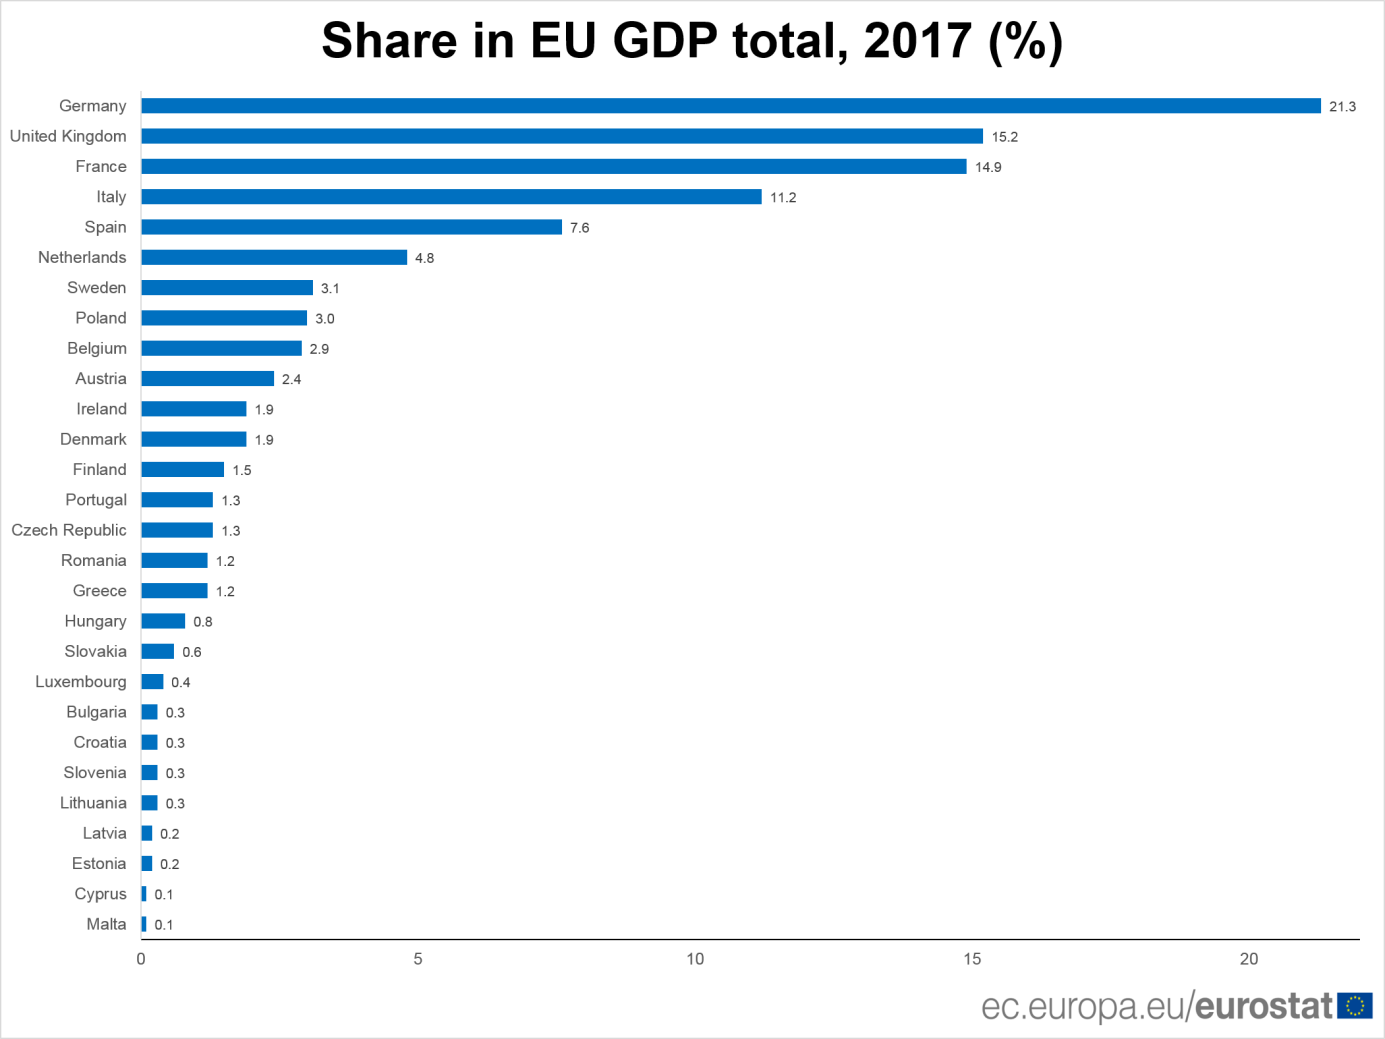 Share in EU GDP total, 2017 (%)
Germany 21.3
United Kingdom 15.2
France 14.9
Italy 11.2
Spain 7.6
Netherlands 4.8
Sweden 3.1
Poland 3.0
Belgium 2.9
Austria 2.4
Ireland 1.9
Denmark 1.9
Finland 1.5
Portugal 1.3
Czech Republic 1.3
Romania 1.2
Greece 1.2
Hungary 0.8
Slovakia 0.6
Luxembourg 0.4
Bulgaria 0.3
Croatia 0.3
Slovenia 0.3
Lithuania 0.3
Latvia 0.2
Estonia 0.2
Cyprus 0.1
Malta 0.1
0 5 10 15 20
ec.europa.eu/eurostat